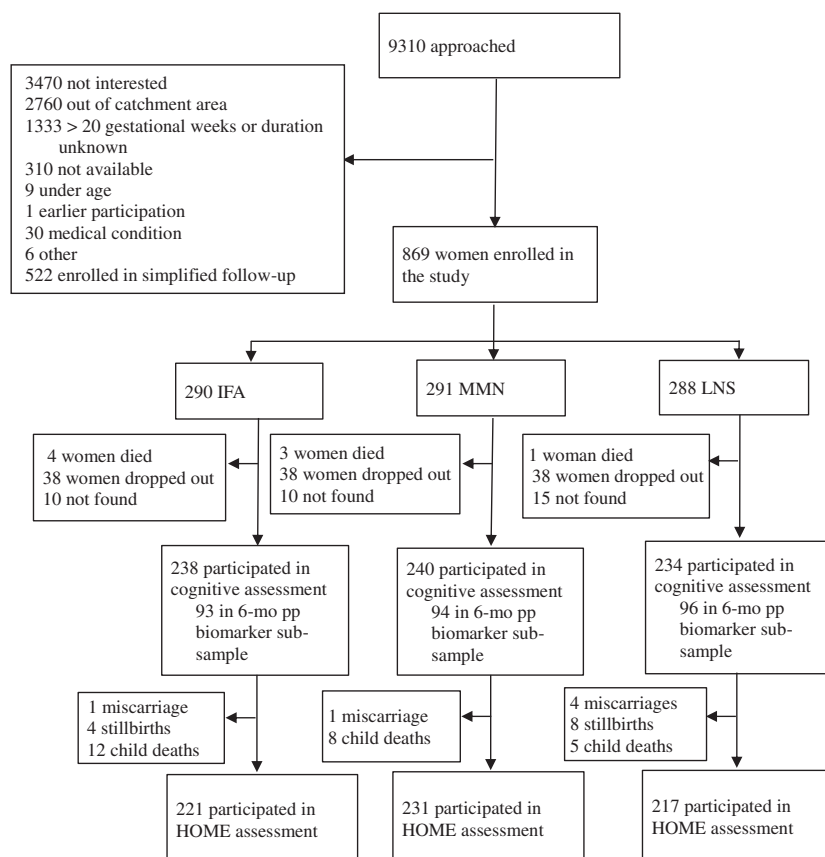 9310 approached
3470 not interested
2760 out of catchment area
1333 > 20 gestational weeks or duration
unknown
310 not available
9 under age
1 earlier participation
30 medical condition
6 other
522 enrolled in simplified follow-up
869 women enrolled in
the study
290 IFA
291 MMN
288 LNS
4 women died
38 women dropped out
10 not found
3 women died
38 women dropped out
10 not found
1 woman died
38 women dropped out
15 not found
238 participated in
cognitive assessment
93 in 6-mo pp
biomarker sub-
sample
240 participated in
cognitive assessment
94 in 6-mo pp
biomarker sub-
sample
234 participated in
cognitive assessment
96 in 6-mo pp
biomarker sub-
sample
1 miscarriage
4 stillbirths
12 child deaths
1 miscarriage
8 child deaths
4 miscarriages
8 stillbirths
5 child deaths
221 participated in
HOME assessment
231 participated in
HOME assessment
217 participated in
HOME assessment